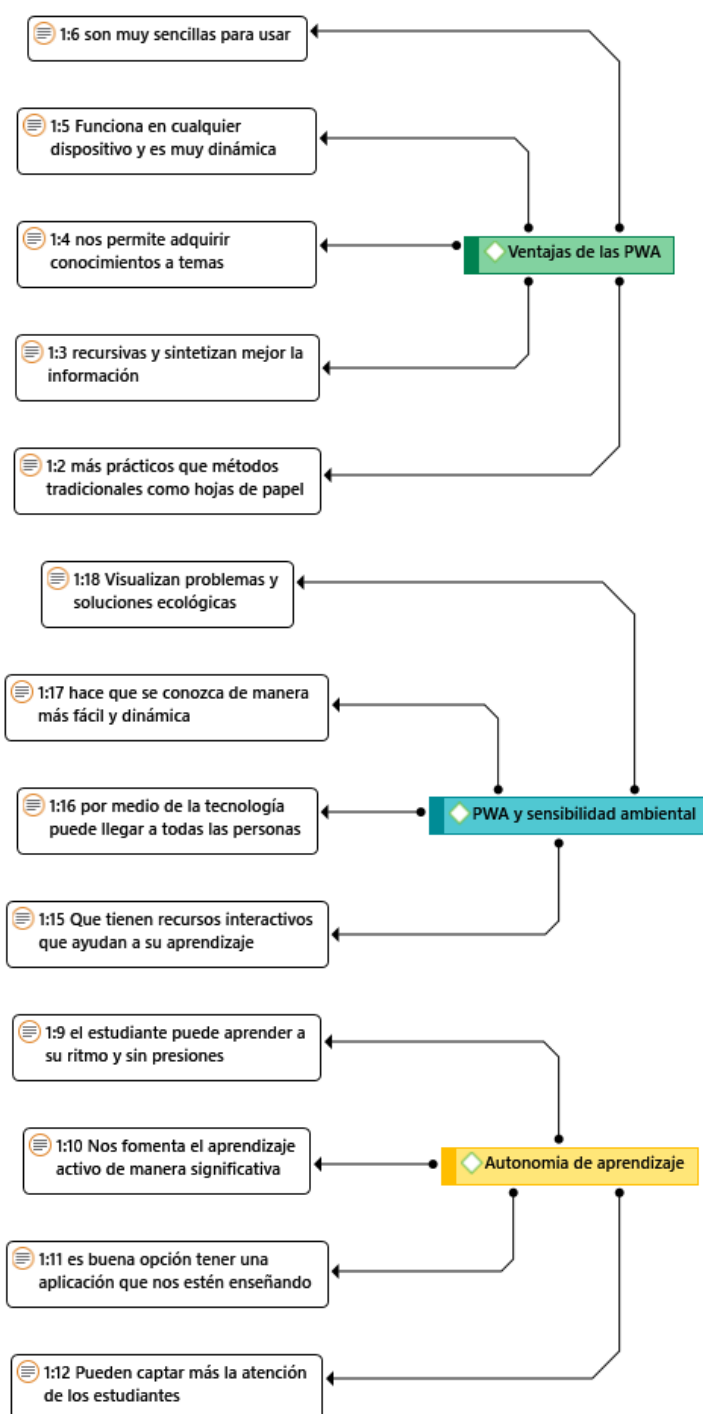 1:6 son muy sencillas para usar
1:5 Funciona en cualquier
dispositivo y es muy dinámica
1:4 nos permite adquirir
conocimientos a temas
Ventajas de las PWA
1:3 recursivas y sintetizan mejor la
información
1:2 más prácticos que métodos
tradicionales como hojas de papel
1:18 Visualizan problemas y
soluciones ecológicas
1:17 hace que se conozca de manera
más fácil y dinámica
1:16 por medio de la tecnología
puede llegar a todas las personas
PWA y sensibilidad ambiental
1:15 Que tienen recursos interactivos
que ayudan a su aprendizaje
1:9 el estudiante puede aprender a
su ritmo y sin presiones
1:10 Nos fomenta el aprendizaje
activo de manera significativa
Autonomia de aprendizaje
1:11 es buena opción tener una
aplicación que nos estén enseñando
1:12 Pueden captar más la atención
de los estudiantes